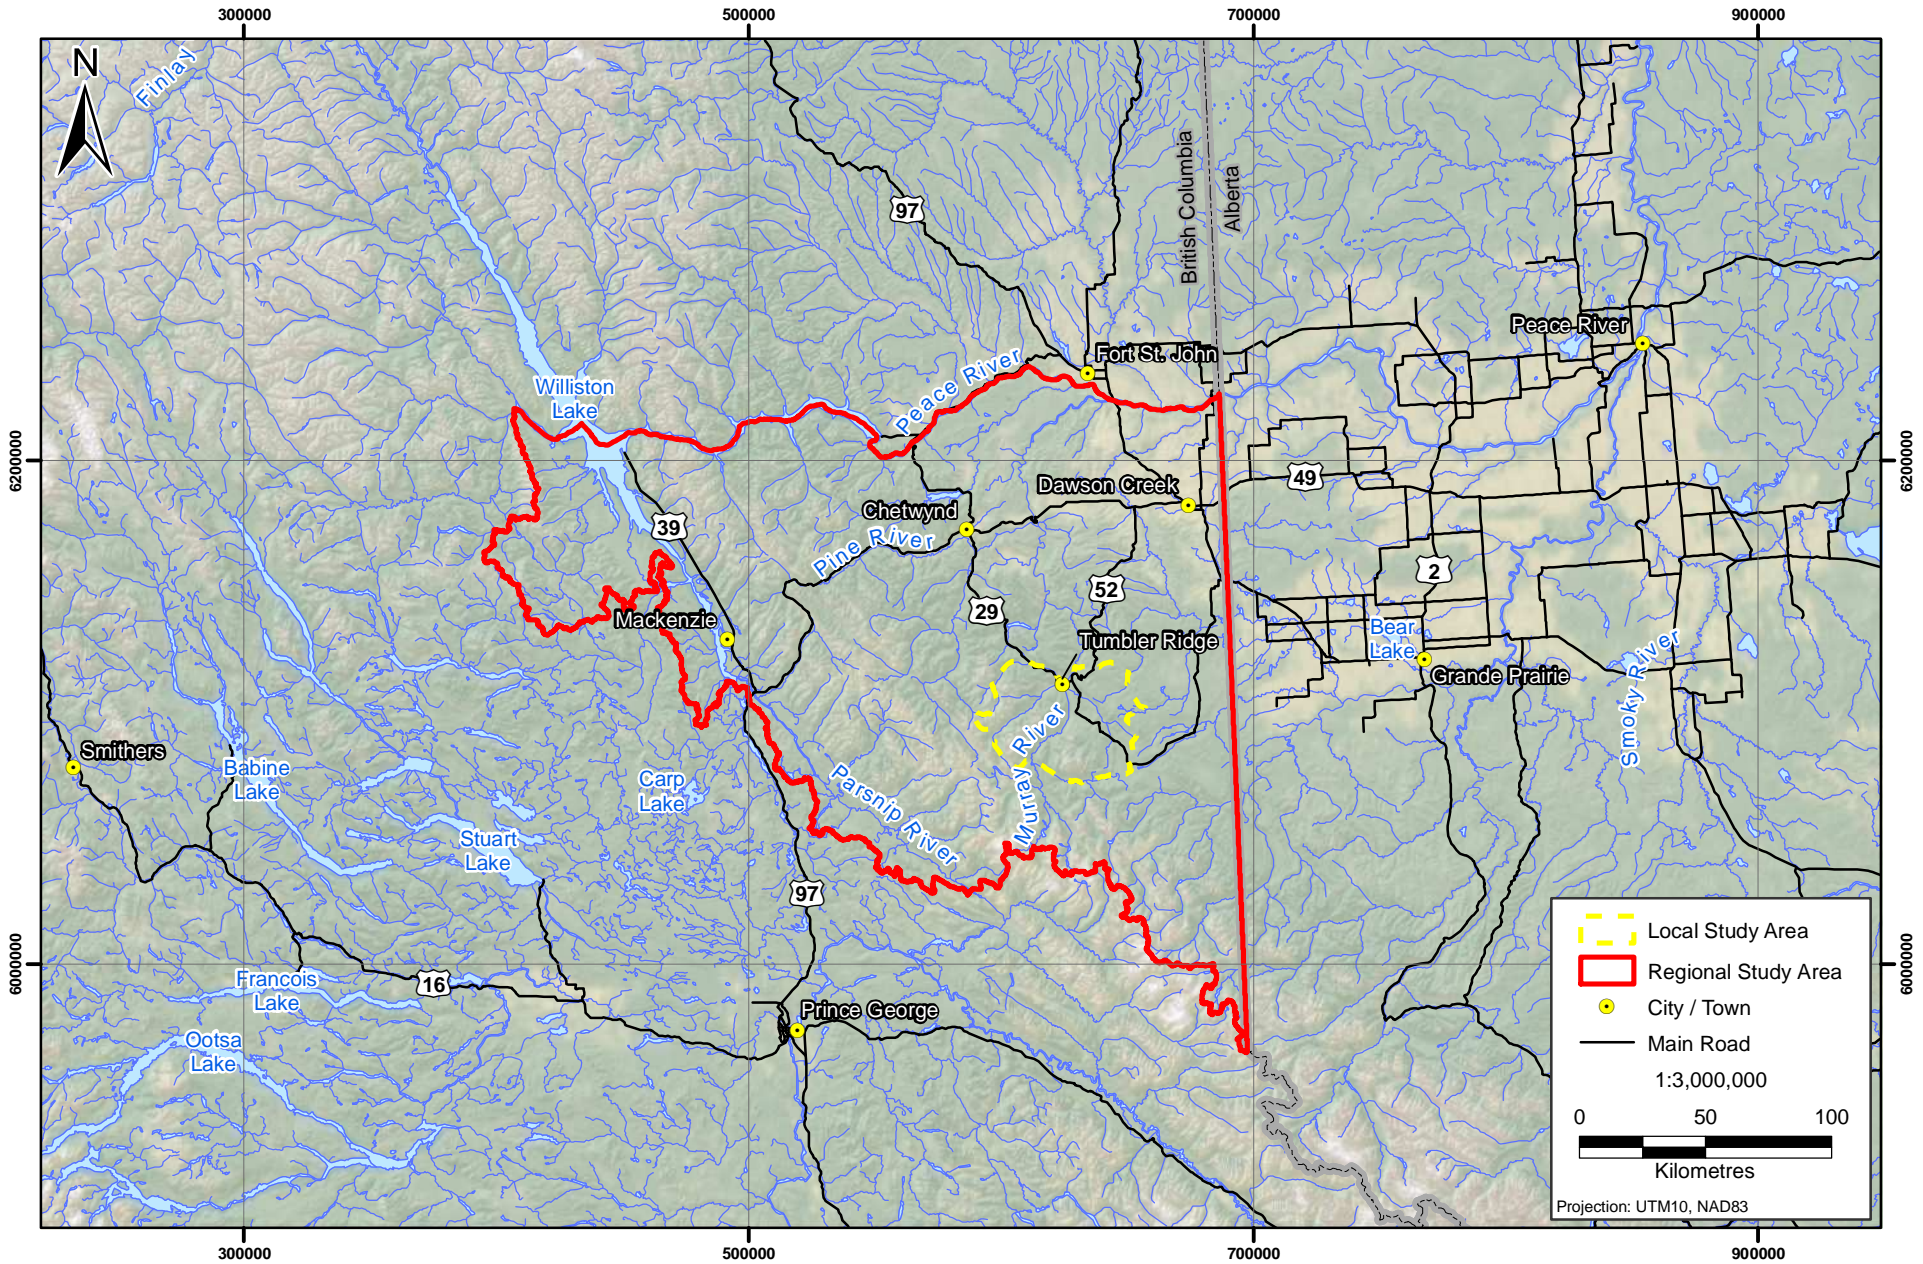 300000
500000
700000
900000
N
Finlay
97
British Columbia
Alberta
Peace River
Fort St. John
Peace River
Williston
Lake
6200000
6200000
Dawson Creek
49
Chetwynd
39
Pine River
2
52
29
Mackenzie
Tumbler Ridge
Bear
Lake
Grande Prairie
Smoky River
Murray River
Smithers
Babine
Lake
Carp
Lake
Parsnip River
Stuart
Lake
97
6000000
6000000
Francois
Lake
16
Prince George
Ootsa
Lake
Local Study Area
Regional Study Area
City / Town
Main Road
1:3,000,000
0 50 100
Kilometres
Projection: UTM10, NAD83
300000
500000
700000
900000